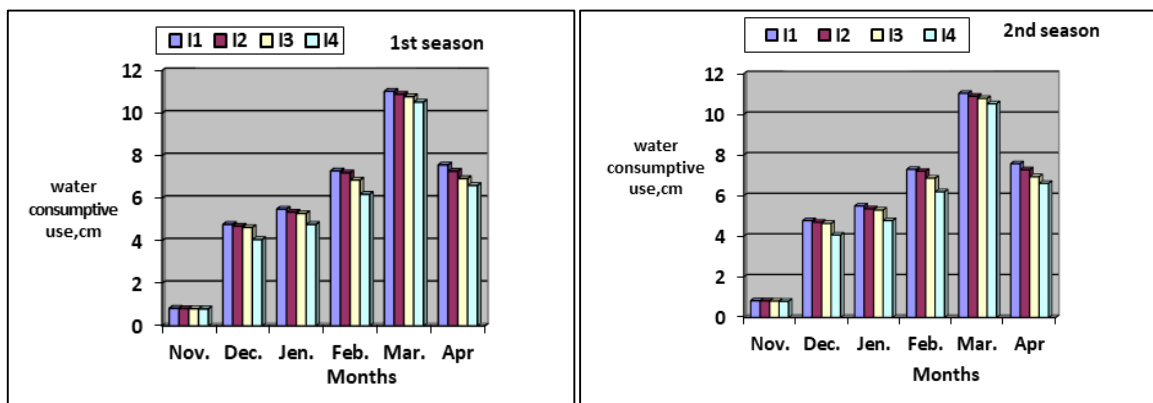 I1 I2 I3 I4
1st season
12
10
8
6
4
2
0
water
consumptive
use,cm
Nov. Dec. Jen. Feb. Mar. Apr
Months
I1 I2 I3 I4
2nd season
12
10
8
6
4
2
0
water
consumptive
use,cm
Nov. Dec. Jen. Feb. Mar. Apr
Months